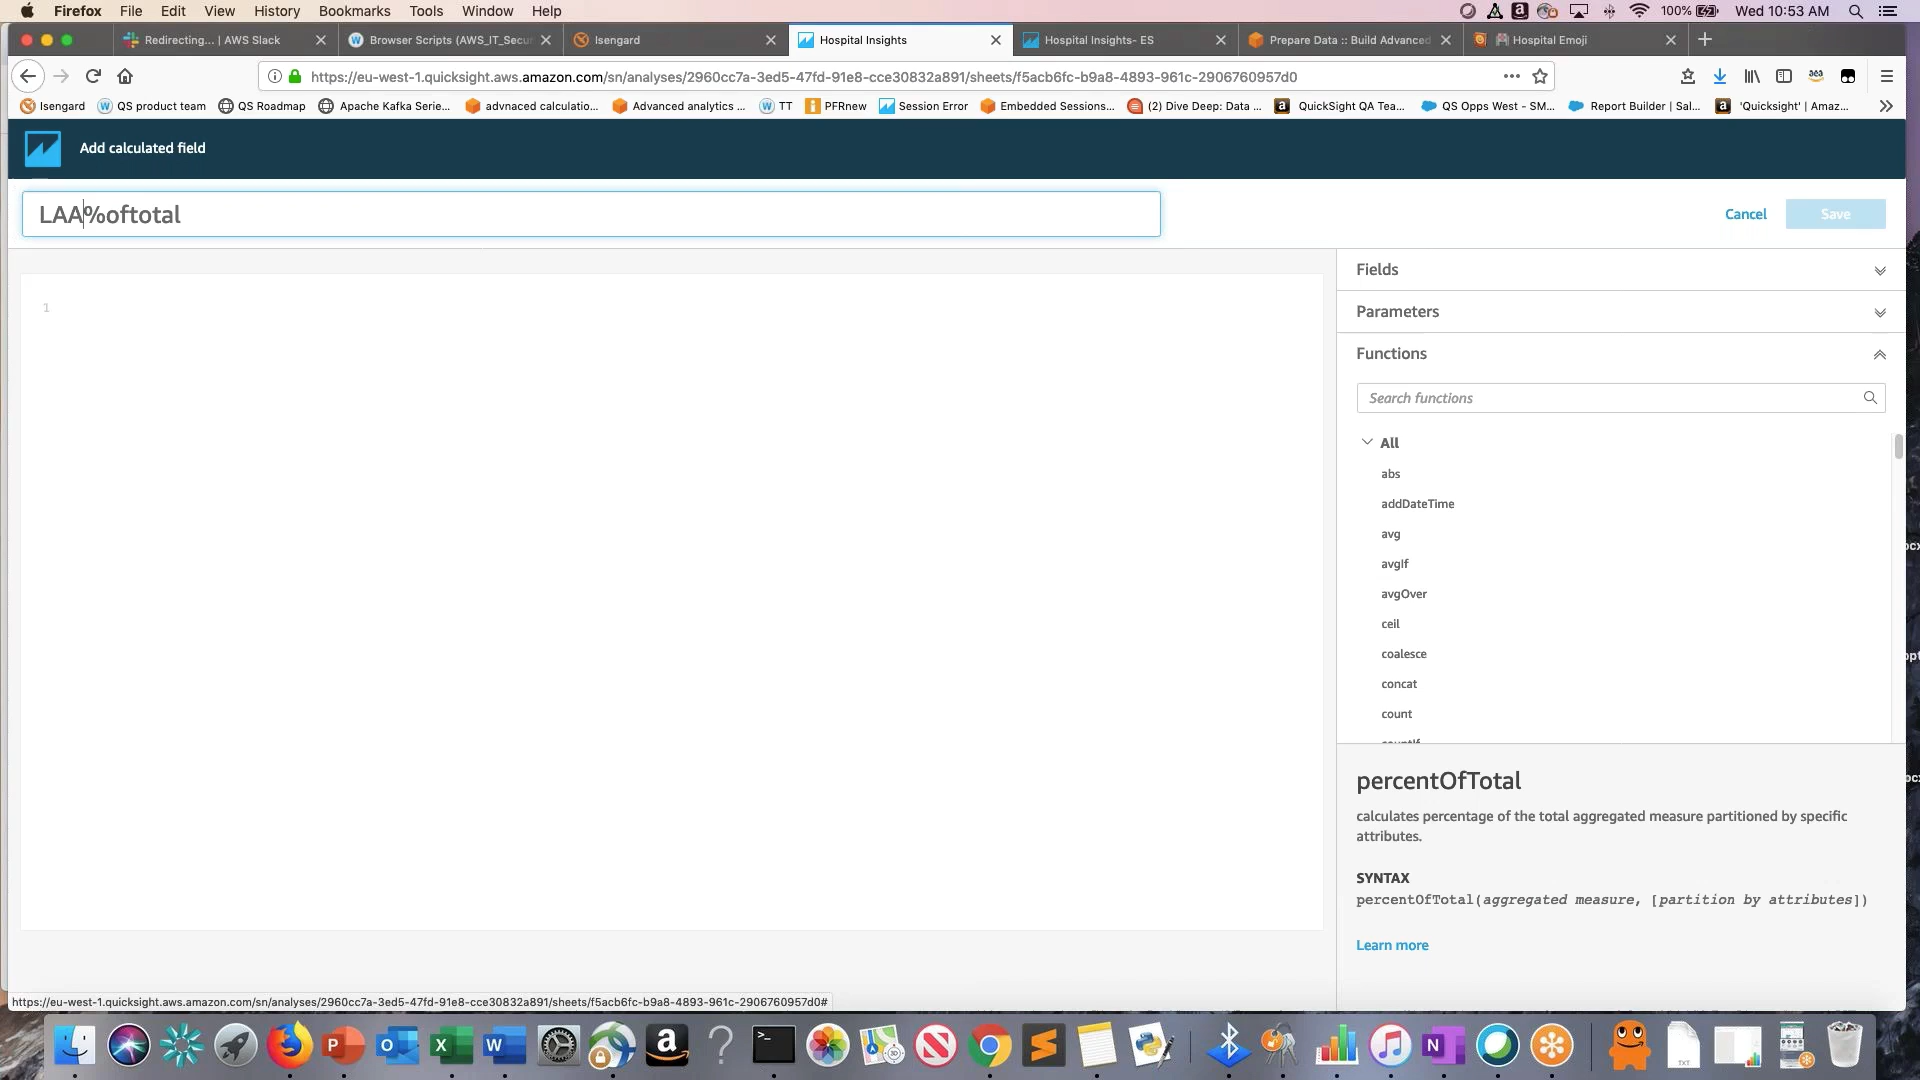 Firefox File Edit View History Bookmarks Tools Window Help 100% Wed 10:53 AM
Redirecting... | AWS Slack
Browser Scripts (AWS_IT_Secur
Isengard
Hospital Insights
Hospital Insights- ES
Prepare Data :: Build Advanced
Hospital Emoji
https://eu-west-1.quicksight.aws.amazon.com/sn/analyses/2960cc7a-3ed5-47fd-91e8-cce30832a891/sheets/f5acb6fc-b9a8-4893-961c-2906760957d0
Isengard QS product team QS Roadmap Apache Kafka Serie... advnaced calculatio... Advanced analytics ... TT PFRnew Session Error Embedded Sessions... (2) Dive Deep: Data ... QuickSight QA Tea... QS Opps West - SM... Report Builder | Sal... 'Quicksight' | Amaz...
Add calculated field
LAA%oftotal
Cancel
Save
1
Fields
Parameters
Functions
Search functions
All
abs
addDateTime
avg
avgIf
avgOver
ceil
coalesce
concat
count
countIf
percentOfTotal
calculates percentage of the total aggregated measure partitioned by specific
attributes.
SYNTAX
percentOfTotal(aggregated measure, [partition by attributes])
Learn more
https://eu-west-1.quicksight.aws.amazon.com/sn/analyses/2960cc7a-3ed5-47fd-91e8-cce30832a891/sheets/f5acb6fc-b9a8-4893-961c-2906760957d0#